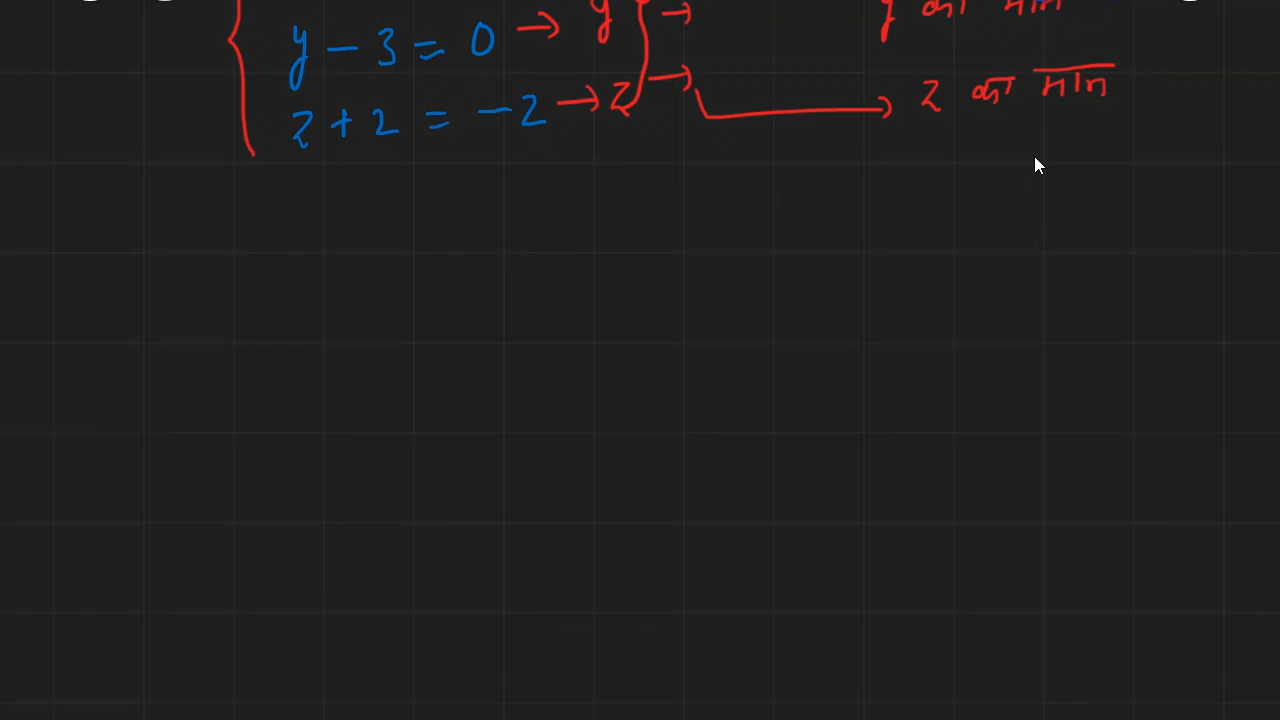 y - 3 = 0 → y } → y का मान
z + 2 = -2 → z → z का मान